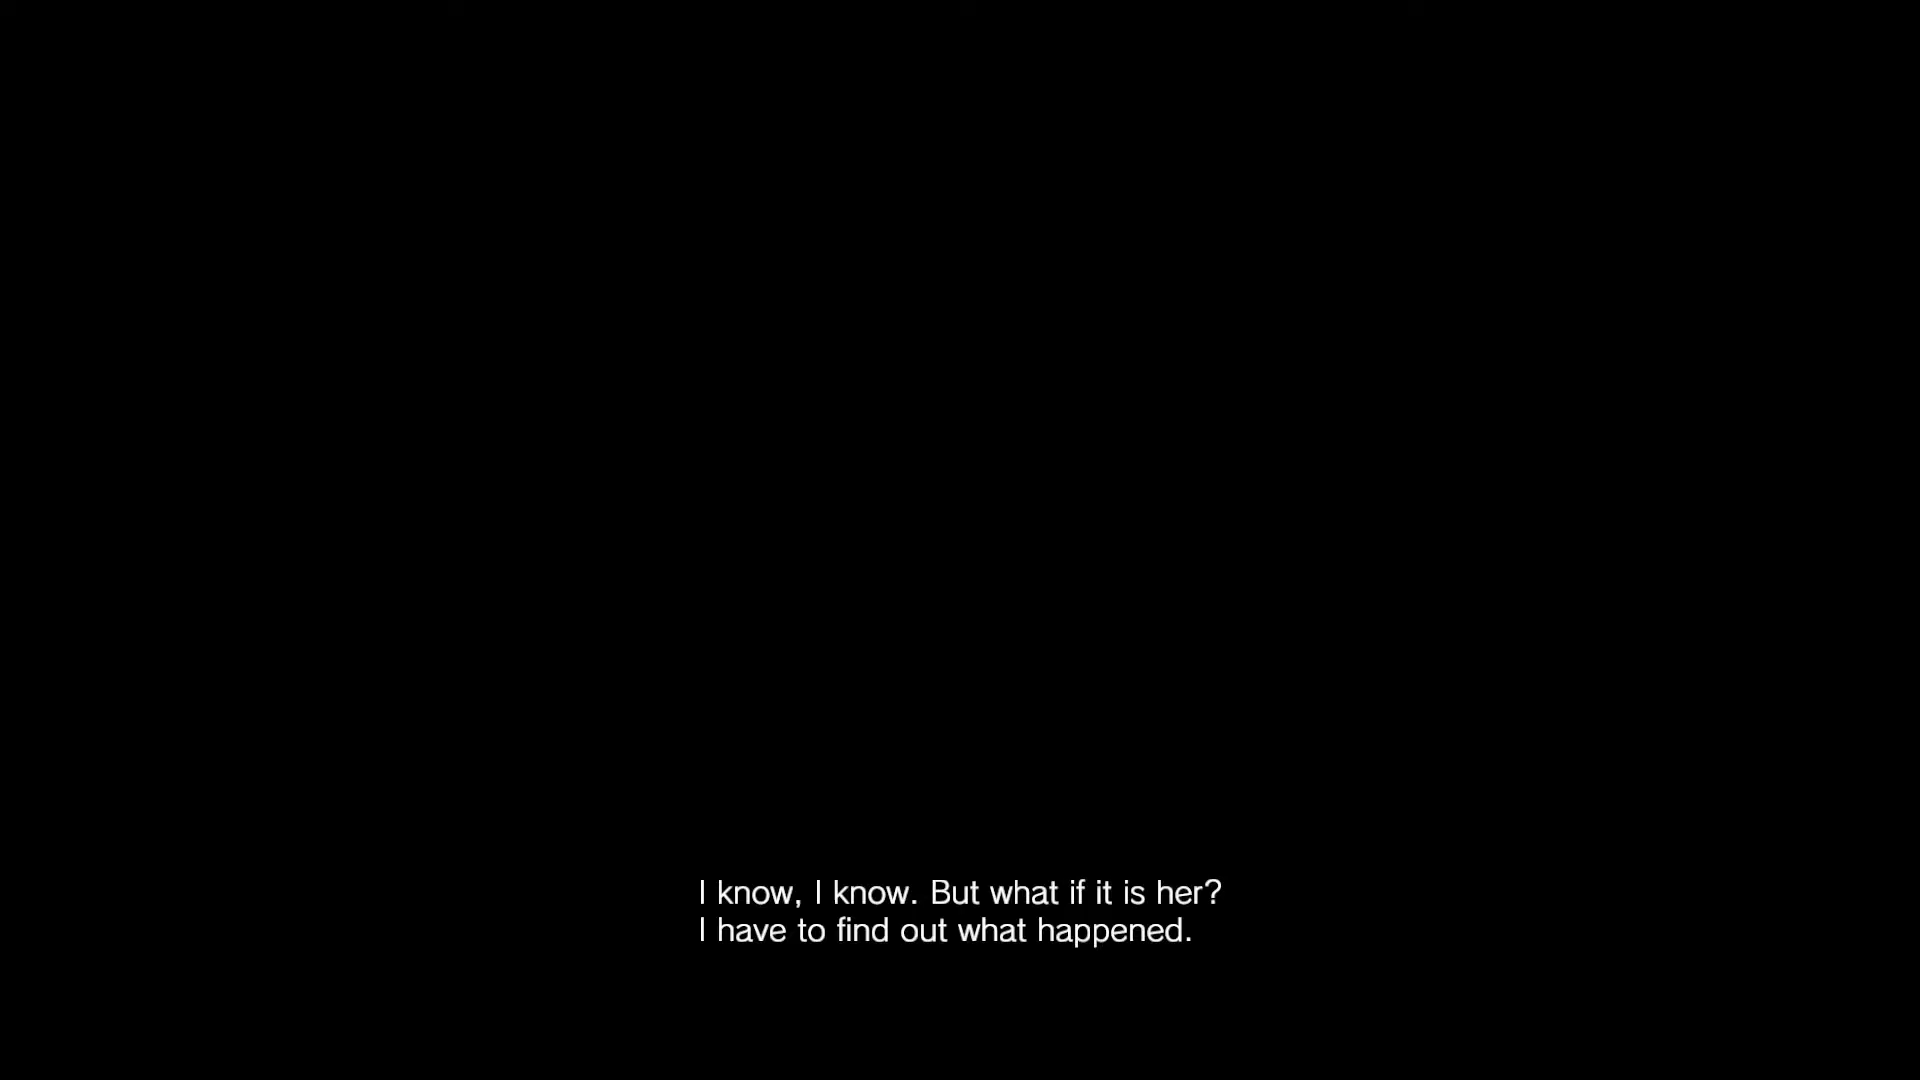 I know, I know. But what if it is her?
I have to find out what happened.